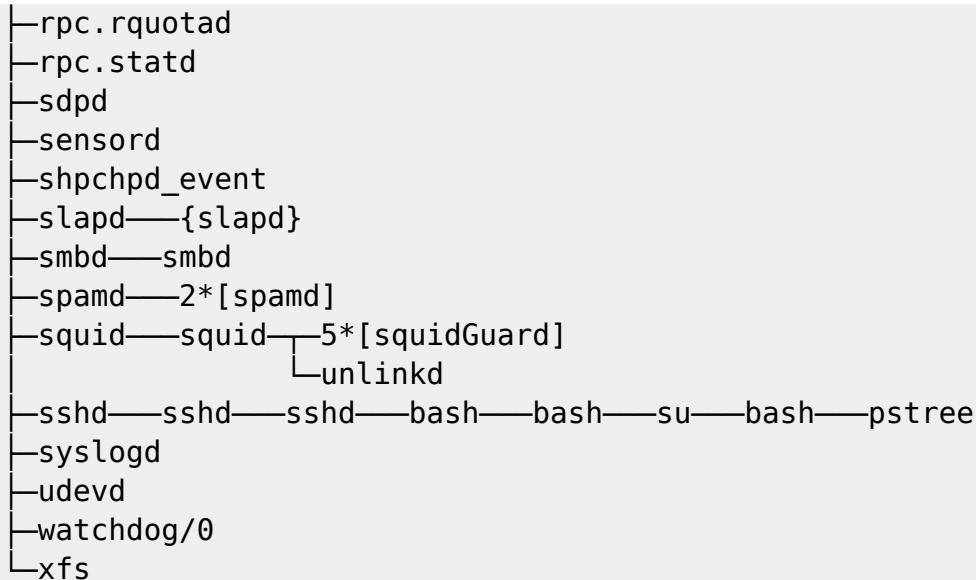 ├─rpc.rquotad
├─rpc.statd
├─sdpd
├─sensord
├─shpchpd_event
├─slapd───{slapd}
├─smbd───smbd
├─spamd───2*[spamd]
├─squid───squid─┬─5*[squidGuard]
│               └─unlinkd
├─sshd───sshd───sshd───bash───bash───su───bash───pstree
├─syslogd
├─udevd
├─watchdog/0
└─xfs